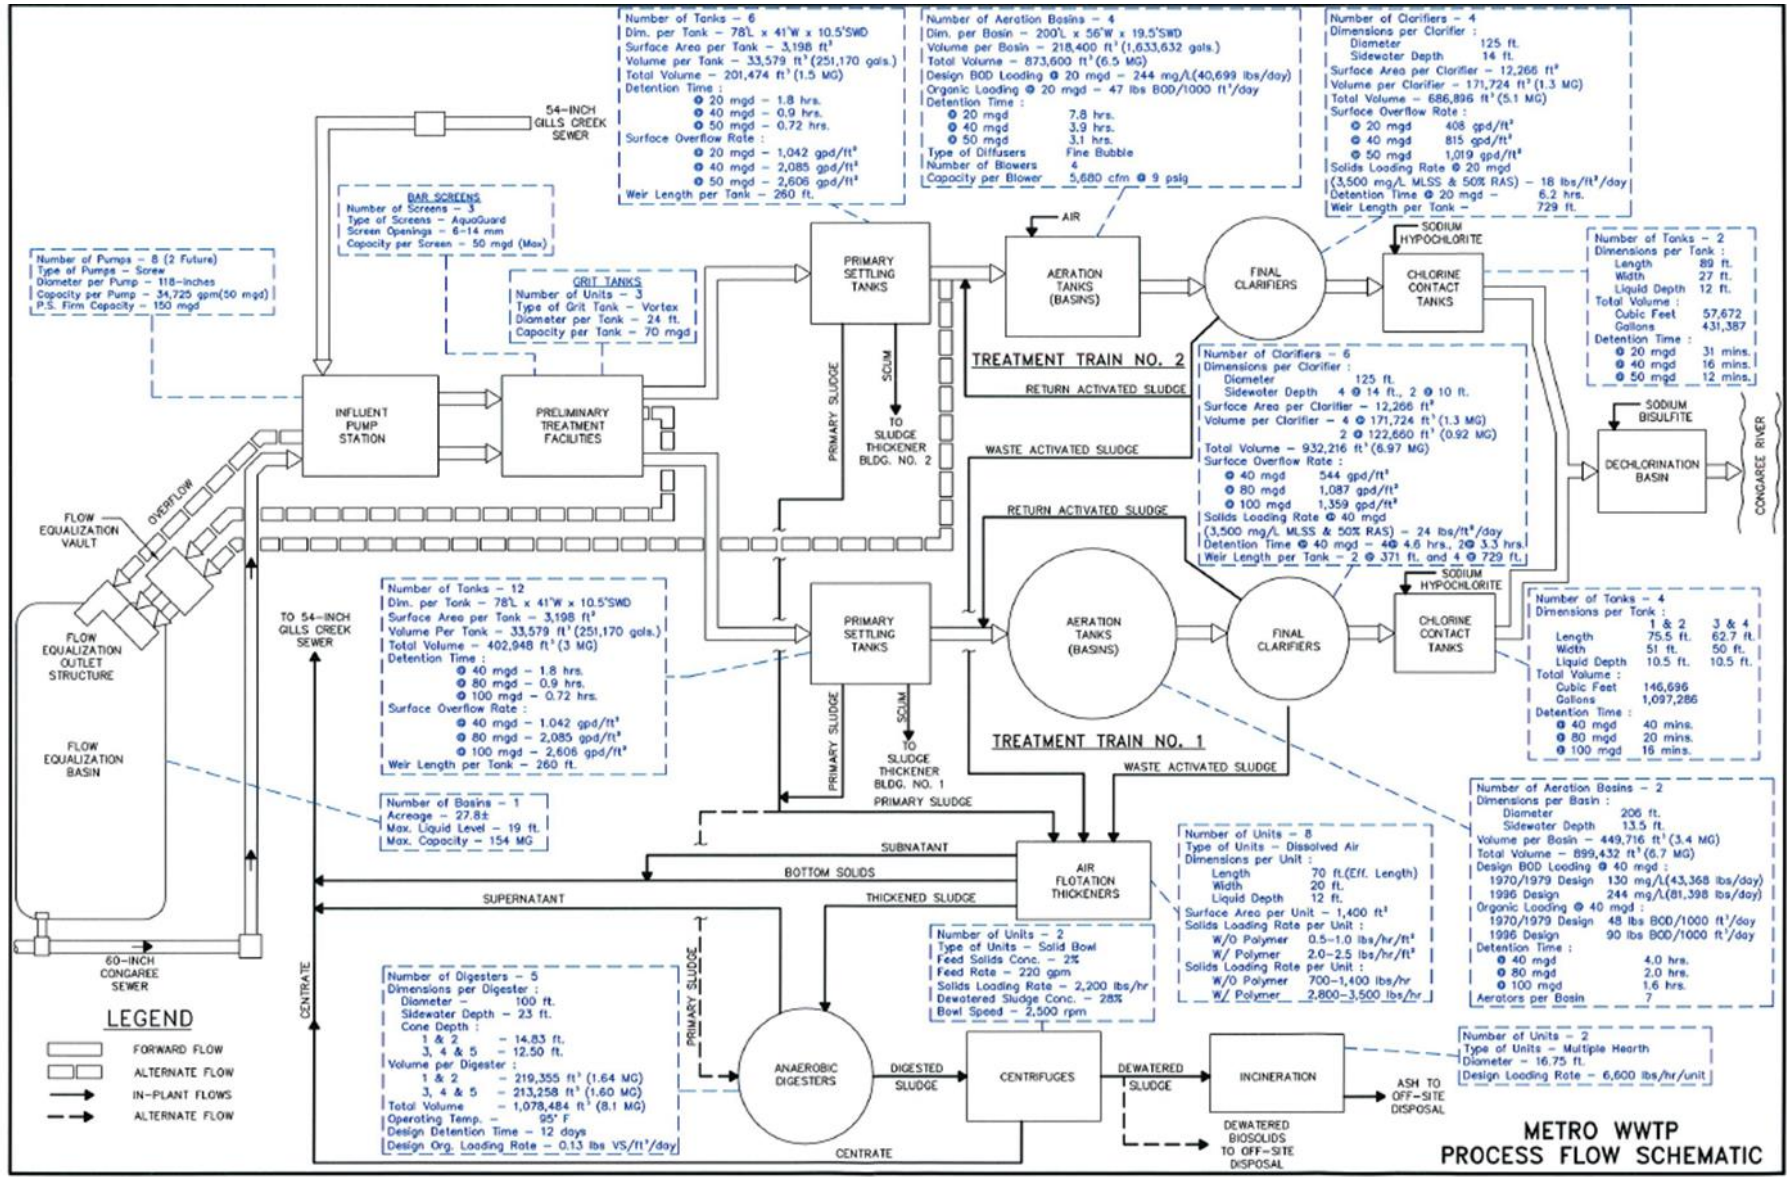 Number of Tanks – 6
Dim. per Tank – 78'L x 41'W x 10.5'SWD
Surface Area per Tank – 3,198 ft²
Volume per Tank – 33,579 ft³ (251,170 gals.)
Total Volume – 201,474 ft³ (1.5 MG)
Detention Time :
@ 20 mgd – 1.8 hrs.
@ 40 mgd – 0.9 hrs.
@ 50 mgd – 0.72 hrs.
Surface Overflow Rate :
@ 20 mgd – 1,042 gpd/ft²
@ 40 mgd – 2,085 gpd/ft²
@ 50 mgd – 2,606 gpd/ft²
Weir Length per Tank – 260 ft.
Number of Aeration Basins – 4
Dim. per Basin – 200'L x 56'W x 19.5'SWD
Volume per Basin – 218,400 ft³ (1,633,632 gals.)
Total Volume – 873,600 ft³ (6.5 MG)
Design BOD Loading @ 20 mgd – 244 mg/L(40,699 lbs/day)
Organic Loading @ 20 mgd – 47 lbs BOD/1000 ft³/day
Detention Time :
@ 20 mgd 7.8 hrs.
@ 40 mgd 3.9 hrs.
@ 50 mgd 3.1 hrs.
Type of Diffusers Fine Bubble
Number of Blowers 4
Capacity per Blower 5,680 cfm @ 9 psig
Number of Clarifiers – 4
Dimensions per Clarifier :
Diameter 125 ft.
Sidewater Depth 14 ft.
Surface Area per Clarifier – 12,266 ft²
Volume per Clarifier – 171,724 ft³ (1.3 MG)
Total Volume – 686,896 ft³ (5.1 MG)
Surface Overflow Rate :
@ 20 mgd 408 gpd/ft²
@ 40 mgd 815 gpd/ft²
@ 50 mgd 1,019 gpd/ft²
Solids Loading Rate @ 20 mgd
(3,500 mg/L MLSS & 50% RAS) – 18 lbs/ft²/day
Detention Time @ 20 mgd – 6.2 hrs.
Weir Length per Tank – 729 ft.
54–INCH
GILLS CREEK
SEWER
BAR SCREENS
Number of Screens – 3
Type of Screens – AquaGuard
Screen Openings – 6–14 mm
Capacity per Screen – 50 mgd (Max)
Number of Pumps – 8 (2 Future)
Type of Pumps – Screw
Diameter per Pump – 118–inches
Capacity per Pump – 34,725 gpm(50 mgd)
P.S. Firm Capacity – 150 mgd
GRIT TANKS
Number of Units – 3
Type of Grit Tank – Vortex
Diameter per Tank – 24 ft.
Capacity per Tank – 70 mgd
PRIMARY
SETTLING
TANKS
AIR
AERATION
TANKS
(BASINS)
FINAL
CLARIFIERS
SODIUM
HYPOCHLORITE
CHLORINE
CONTACT
TANKS
Number of Tanks – 2
Dimensions per Tank :
Length 89 ft.
Width 27 ft.
Liquid Depth 12 ft.
Total Volume :
Cubic Feet 57,672
Gallons 431,387
Detention Time :
@ 20 mgd 31 mins.
@ 40 mgd 16 mins.
@ 50 mgd 12 mins.
TREATMENT TRAIN NO. 2
RETURN ACTIVATED SLUDGE
WASTE ACTIVATED SLUDGE
PRIMARY SLUDGE
SCUM
TO
SLUDGE
THICKENER
BLDG. NO. 2
INFLUENT
PUMP
STATION
PRELIMINARY
TREATMENT
FACILITIES
Number of Clarifiers – 6
Dimensions per Clarifier :
Diameter 125 ft.
Sidewater Depth 4 @ 14 ft., 2 @ 10 ft.
Surface Area per Clarifier – 12,266 ft²
Volume per Clarifier – 4 @ 171,724 ft³ (1.3 MG)
2 @ 122,660 ft³ (0.92 MG)
Total Volume – 932,216 ft³ (6.97 MG)
Surface Overflow Rate :
@ 40 mgd 544 gpd/ft²
@ 80 mgd 1,087 gpd/ft²
@ 100 mgd 1,359 gpd/ft²
Solids Loading Rate @ 40 mgd
(3,500 mg/L MLSS & 50% RAS) – 24 lbs/ft²/day
Detention Time @ 40 mgd – 4@ 4.6 hrs., 2@ 3.3 hrs.
Weir Length per Tank – 2 @ 371 ft. and 4 @ 729 ft.
SODIUM
BISULFITE
DECHLORINATION
BASIN
CONGAREE RIVER
OVERFLOW
FLOW
EQUALIZATION
VAULT
RETURN ACTIVATED SLUDGE
FLOW
EQUALIZATION
OUTLET
STRUCTURE
FLOW
EQUALIZATION
BASIN
TO 54–INCH
GILLS CREEK
SEWER
Number of Tanks – 12
Dim. per Tank – 78'L x 41'W x 10.5'SWD
Surface Area per Tank – 3,198 ft²
Volume Per Tank – 33,579 ft³ (251,170 gals.)
Total Volume – 402,948 ft³ (3 MG)
Detention Time :
@ 40 mgd – 1.8 hrs.
@ 80 mgd – 0.9 hrs.
@ 100 mgd – 0.72 hrs.
Surface Overflow Rate :
@ 40 mgd – 1.042 gpd/ft²
@ 80 mgd – 2,085 gpd/ft²
@ 100 mgd – 2,606 gpd/ft²
Weir Length per Tank – 260 ft.
PRIMARY
SETTLING
TANKS
AERATION
TANKS
(BASINS)
FINAL
CLARIFIERS
SODIUM
HYPOCHLORITE
CHLORINE
CONTACT
TANKS
Number of Tanks – 4
Dimensions per Tank :
1 & 2 3 & 4
Length 75.5 ft. 62.7 ft.
Width 51 ft. 50 ft.
Liquid Depth 10.5 ft. 10.5 ft.
Total Volume :
Cubic Feet 146,696
Gallons 1,097,286
Detention Time :
@ 40 mgd 40 mins.
@ 80 mgd 20 mins.
@ 100 mgd 16 mins.
PRIMARY SLUDGE
SCUM
TO
SLUDGE
THICKENER
BLDG. NO. 1
TREATMENT TRAIN NO. 1
WASTE ACTIVATED SLUDGE
PRIMARY SLUDGE
Number of Basins – 1
Acreage – 27.8±
Max. Liquid Level – 19 ft.
Max. Capacity – 154 MG
Number of Aeration Basins – 2
Dimensions per Basin :
Diameter 206 ft.
Sidewater Depth 13.5 ft.
Volume per Basin – 449,716 ft³ (3.4 MG)
Total Volume – 899,432 ft³ (6.7 MG)
Design BOD Loading @ 40 mgd :
1970/1979 Design 130 mg/L(43,368 lbs/day)
1996 Design 244 mg/L(81,398 lbs/day)
Organic Loading @ 40 mgd :
1970/1979 Design 48 lbs BOD/1000 ft³/day
1996 Design 90 lbs BOD/1000 ft³/day
Detention Time :
@ 40 mgd 4.0 hrs.
@ 80 mgd 2.0 hrs.
@ 100 mgd 1.6 hrs.
Aerators per Basin 7
SUBNATANT
BOTTOM SOLIDS
THICKENED SLUDGE
SUPERNATANT
AIR
FLOTATION
THICKENERS
Number of Units – 8
Type of Units – Dissolved Air
Dimensions per Unit :
Length 70 ft.(Eff. Length)
Width 20 ft.
Liquid Depth 12 ft.
Surface Area per Unit – 1,400 ft²
Solids Loading Rate per Unit :
W/O Polymer 0.5–1.0 lbs/hr/ft²
W/ Polymer 2.0–2.5 lbs/hr/ft²
Solids Loading Rate per Unit :
W/O Polymer 700–1,400 lbs/hr
W/ Polymer 2,800–3,500 lbs/hr
Number of Units – 2
Type of Units – Solid Bowl
Feed Solids Conc. – 2%
Feed Rate – 220 gpm
Solids Loading Rate – 2,200 lbs/hr
Dewatered Sludge Conc. – 28%
Bowl Speed – 2,500 rpm
60–INCH
CONGAREE
SEWER
CENTRATE
PRIMARY SLUDGE
Number of Digesters – 5
Dimensions per Digester :
Diameter – 100 ft.
Sidewater Depth – 23 ft.
Cone Depth :
1 & 2 – 14.83 ft.
3, 4 & 5 – 12.50 ft.
Volume per Digester :
1 & 2 – 219,355 ft³ (1.64 MG)
3, 4 & 5 – 213,258 ft³ (1.60 MG)
Total Volume – 1,078,484 ft³ (8.1 MG)
Operating Temp. – 95° F
Design Detention Time – 12 days
Design Org. Loading Rate – 0.13 lbs VS/ft³/day
ANAEROBIC
DIGESTERS
DIGESTED
SLUDGE
CENTRIFUGES
DEWATERED
SLUDGE
INCINERATION
Number of Units – 2
Type of Units – Multiple Hearth
Diameter – 16.75 ft.
Design Loading Rate – 6,600 lbs/hr/unit
ASH TO
OFF–SITE
DISPOSAL
DEWATERED
BIOSOLIDS
TO OFF–SITE
DISPOSAL
CENTRATE
LEGEND
FORWARD FLOW
ALTERNATE FLOW
IN–PLANT FLOWS
ALTERNATE FLOW
METRO WWTP
PROCESS FLOW SCHEMATIC